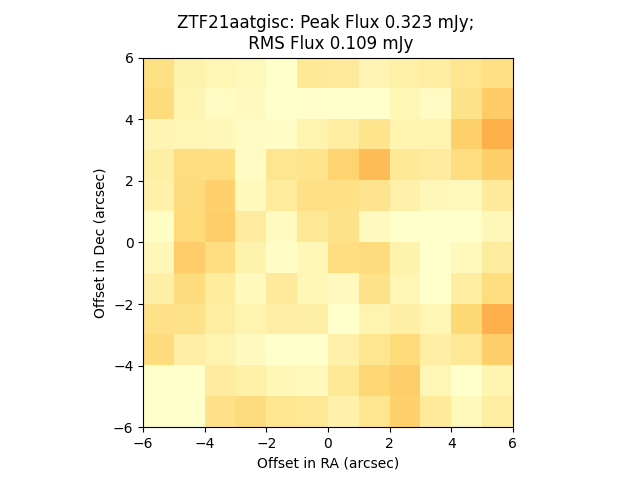 ZTF21aatgisc: Peak Flux 0.323 mJy;
RMS Flux 0.109 mJy
6
4
2
0
−2
−4
−6
Offset in Dec (arcsec)
−6 −4 −2 0 2 4 6
Offset in RA (arcsec)